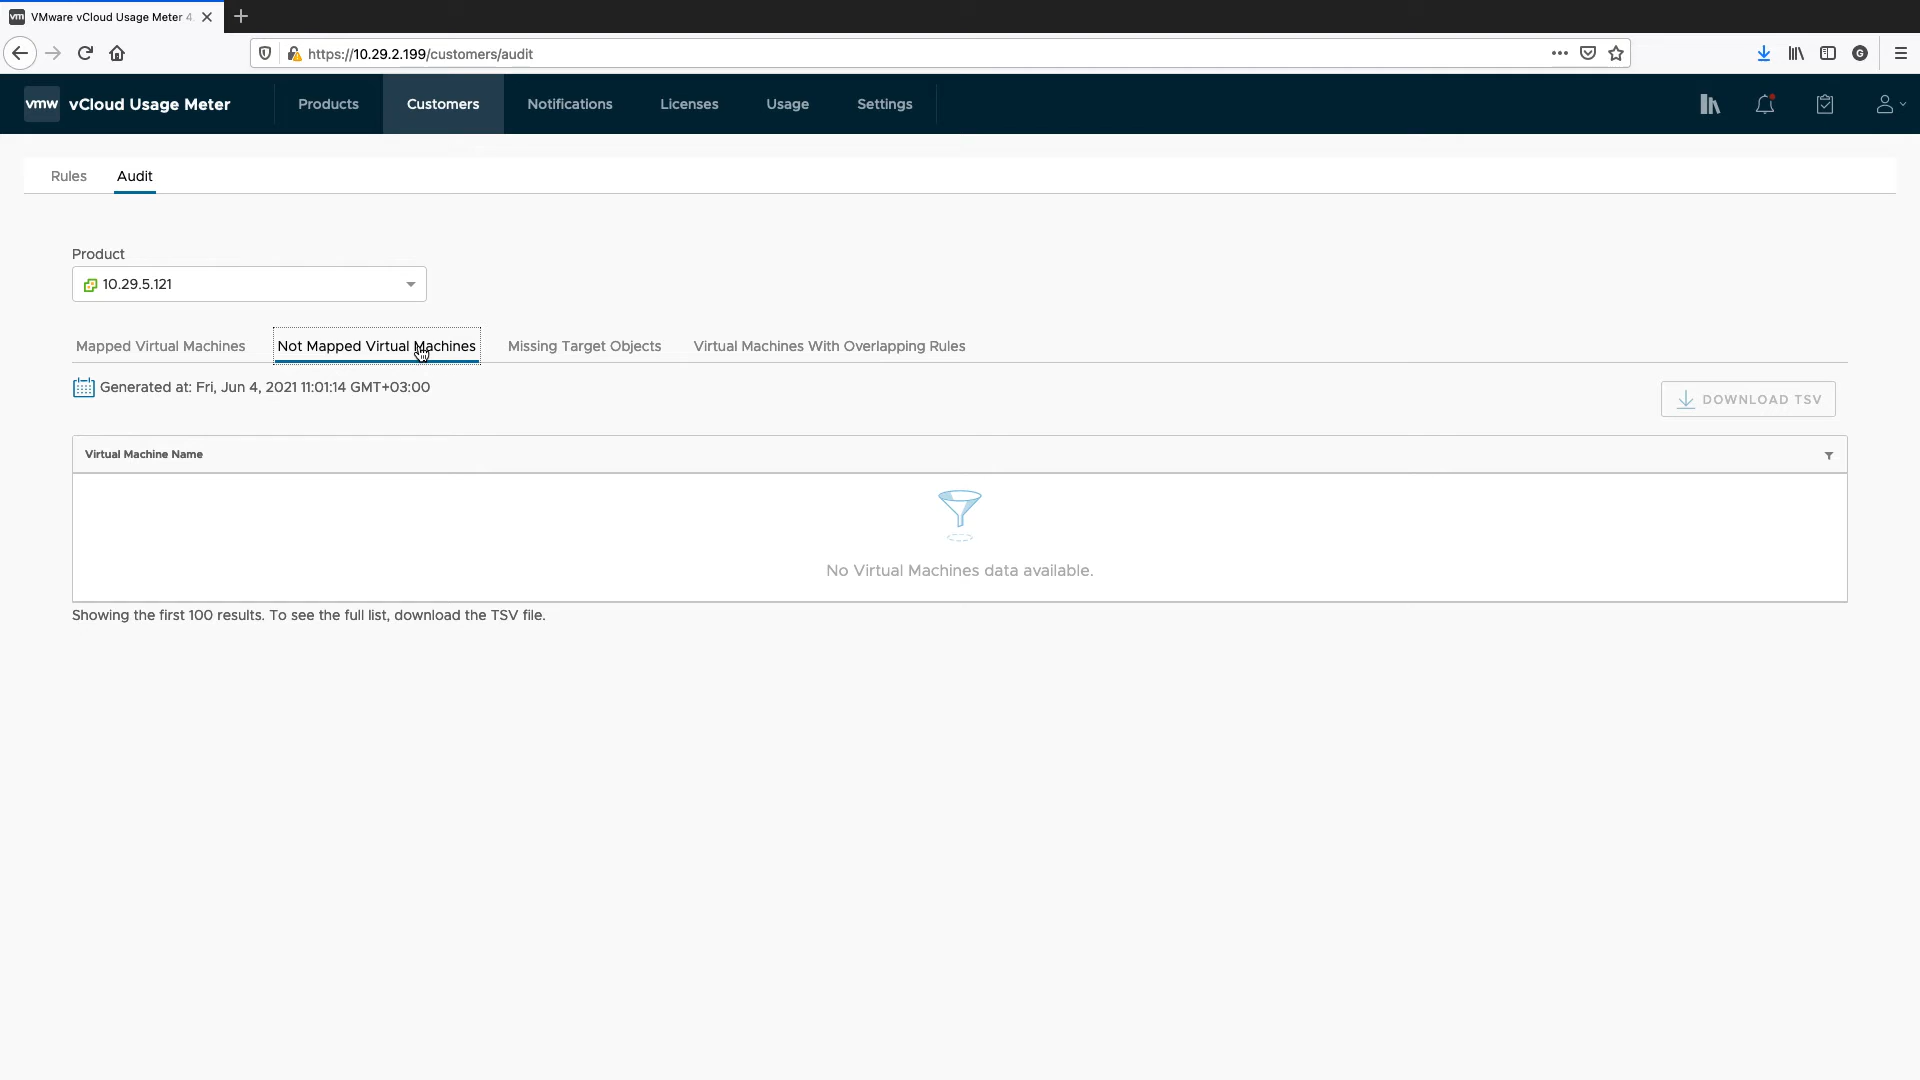 vm VMware vCloud Usage Meter 4
https://10.29.2.199/customers/audit
G
vmw vCloud Usage Meter Products Customers Notifications Licenses Usage Settings
Rules Audit
Product
10.29.5.121
Mapped Virtual Machines Not Mapped Virtual Machines Missing Target Objects Virtual Machines With Overlapping Rules
Generated at: Fri, Jun 4, 2021 11:01:14 GMT+03:00
DOWNLOAD TSV
Virtual Machine Name
No Virtual Machines data available.
Showing the first 100 results. To see the full list, download the TSV file.